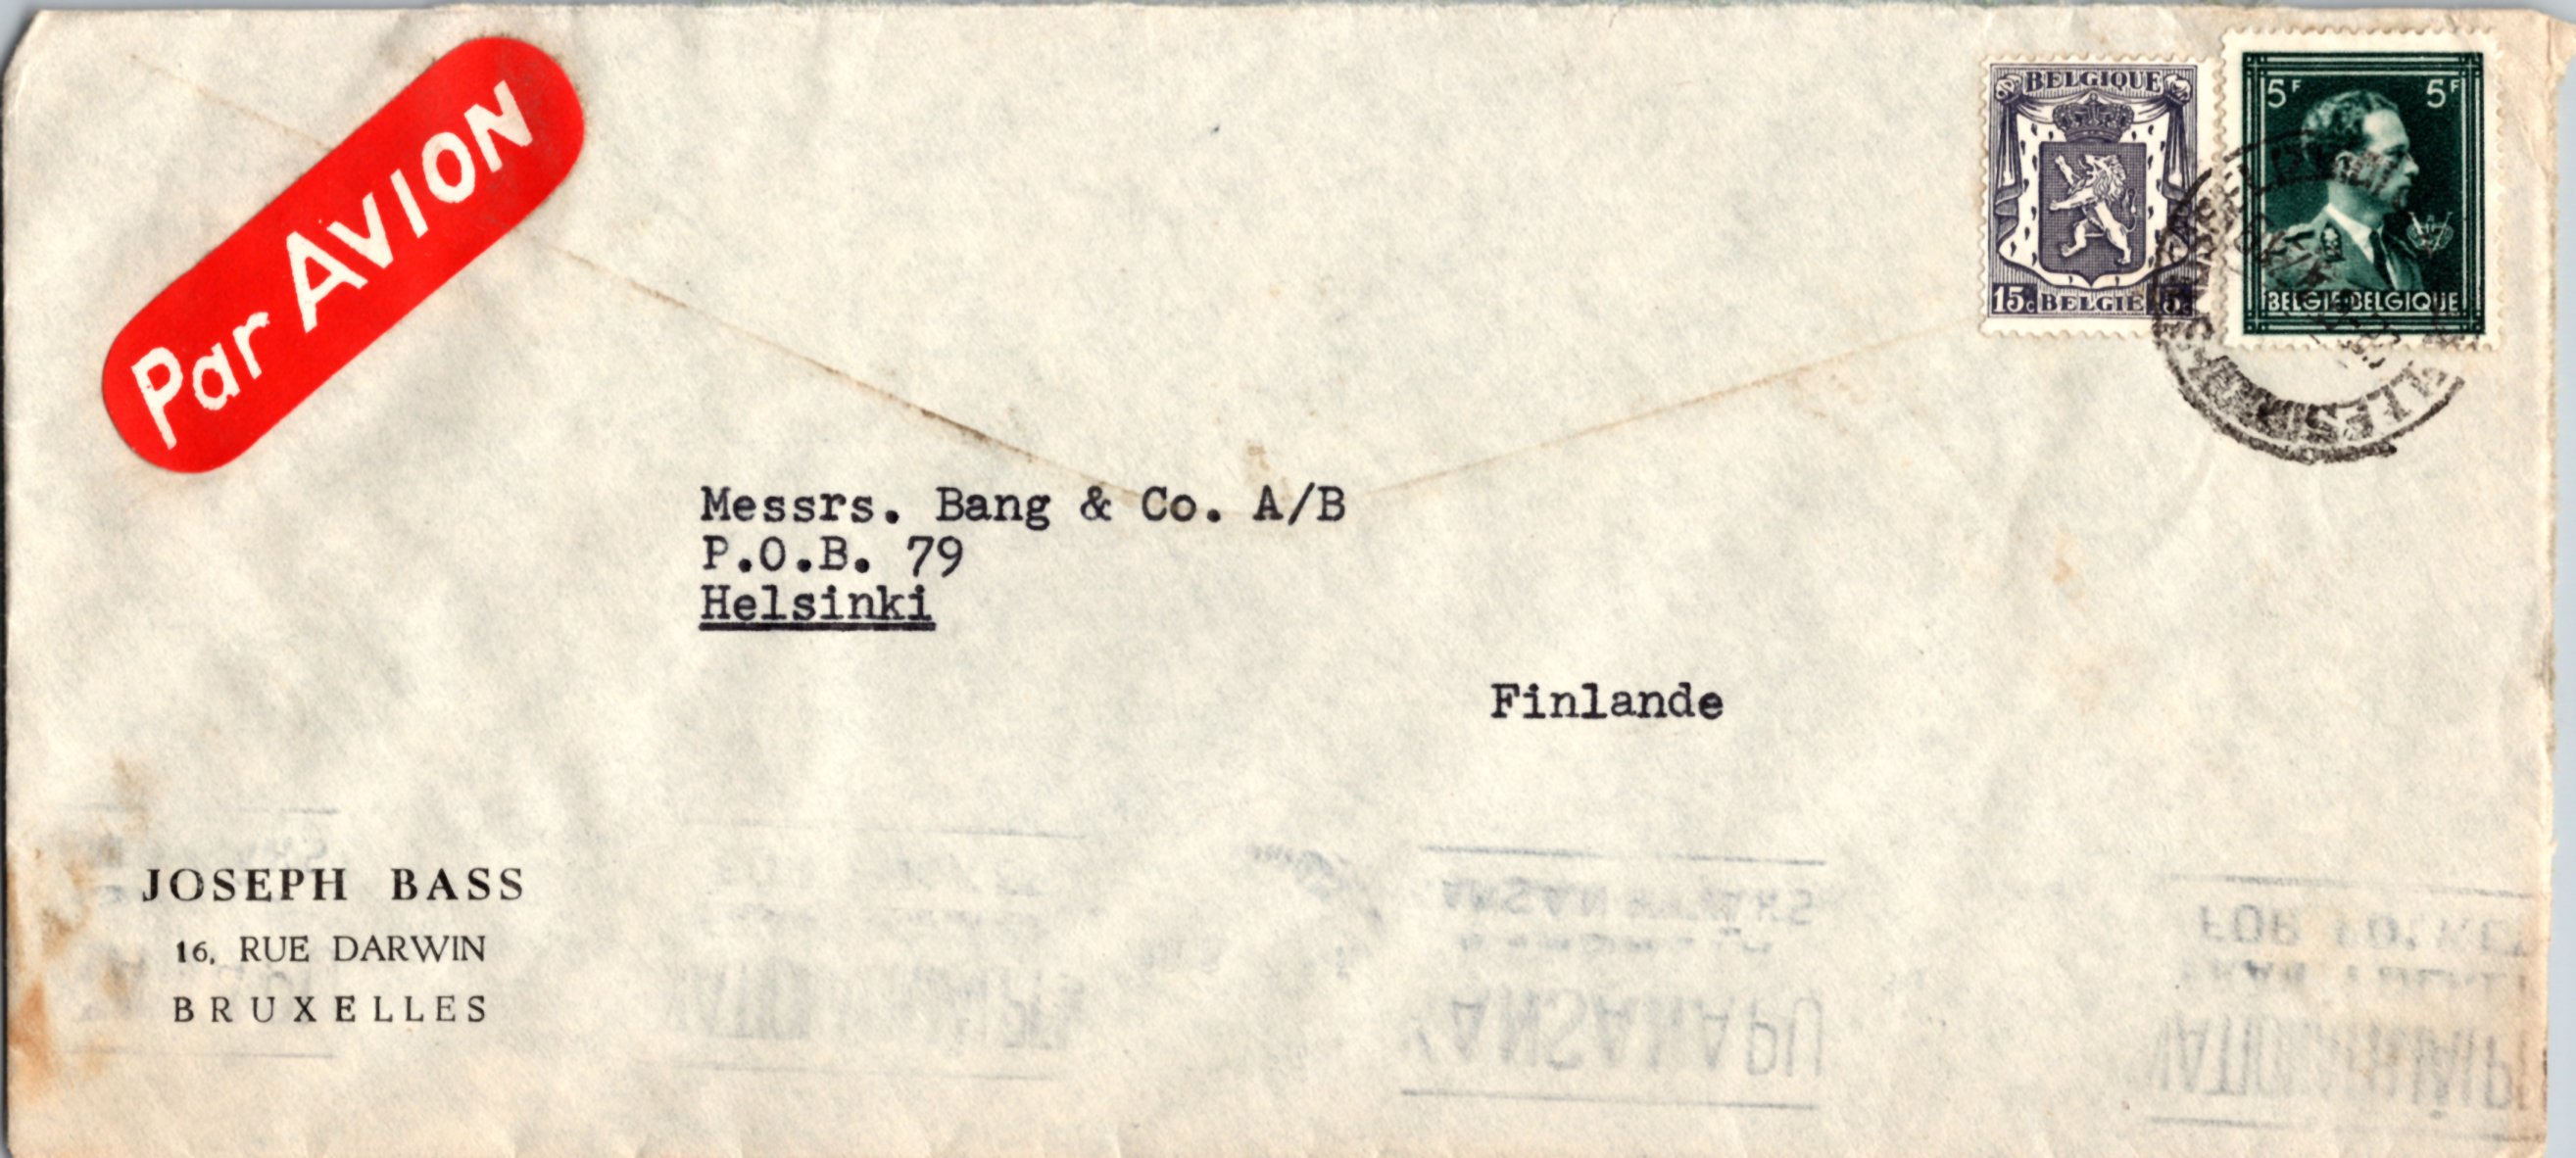 Par AVION
BELGIQUE
15c BELGIE
5F 5F
BELGIE-BELGIQUE
Messrs. Bang & Co. A/B
P.O.B. 79
Helsinki
Finlande
JOSEPH BASS
16, RUE DARWIN
BRUXELLES